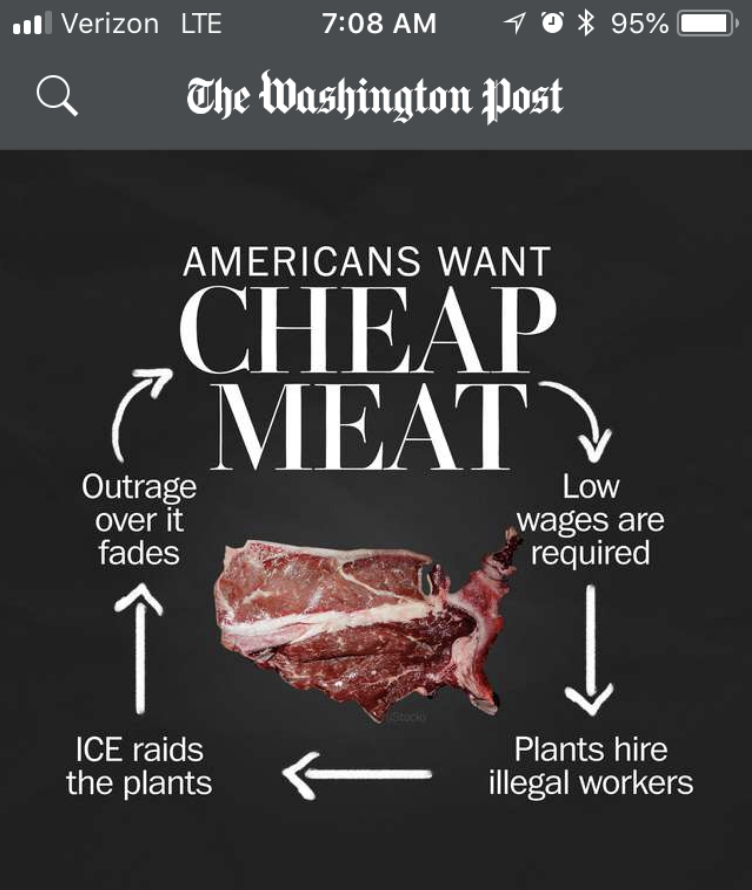 Verizon LTE 7:08 AM 95%
The Washington Post
AMERICANS WANT
CHEAP
MEAT
Low
wages are
required
Plants hire
illegal workers
ICE raids
the plants
Outrage
over it
fades
iStock